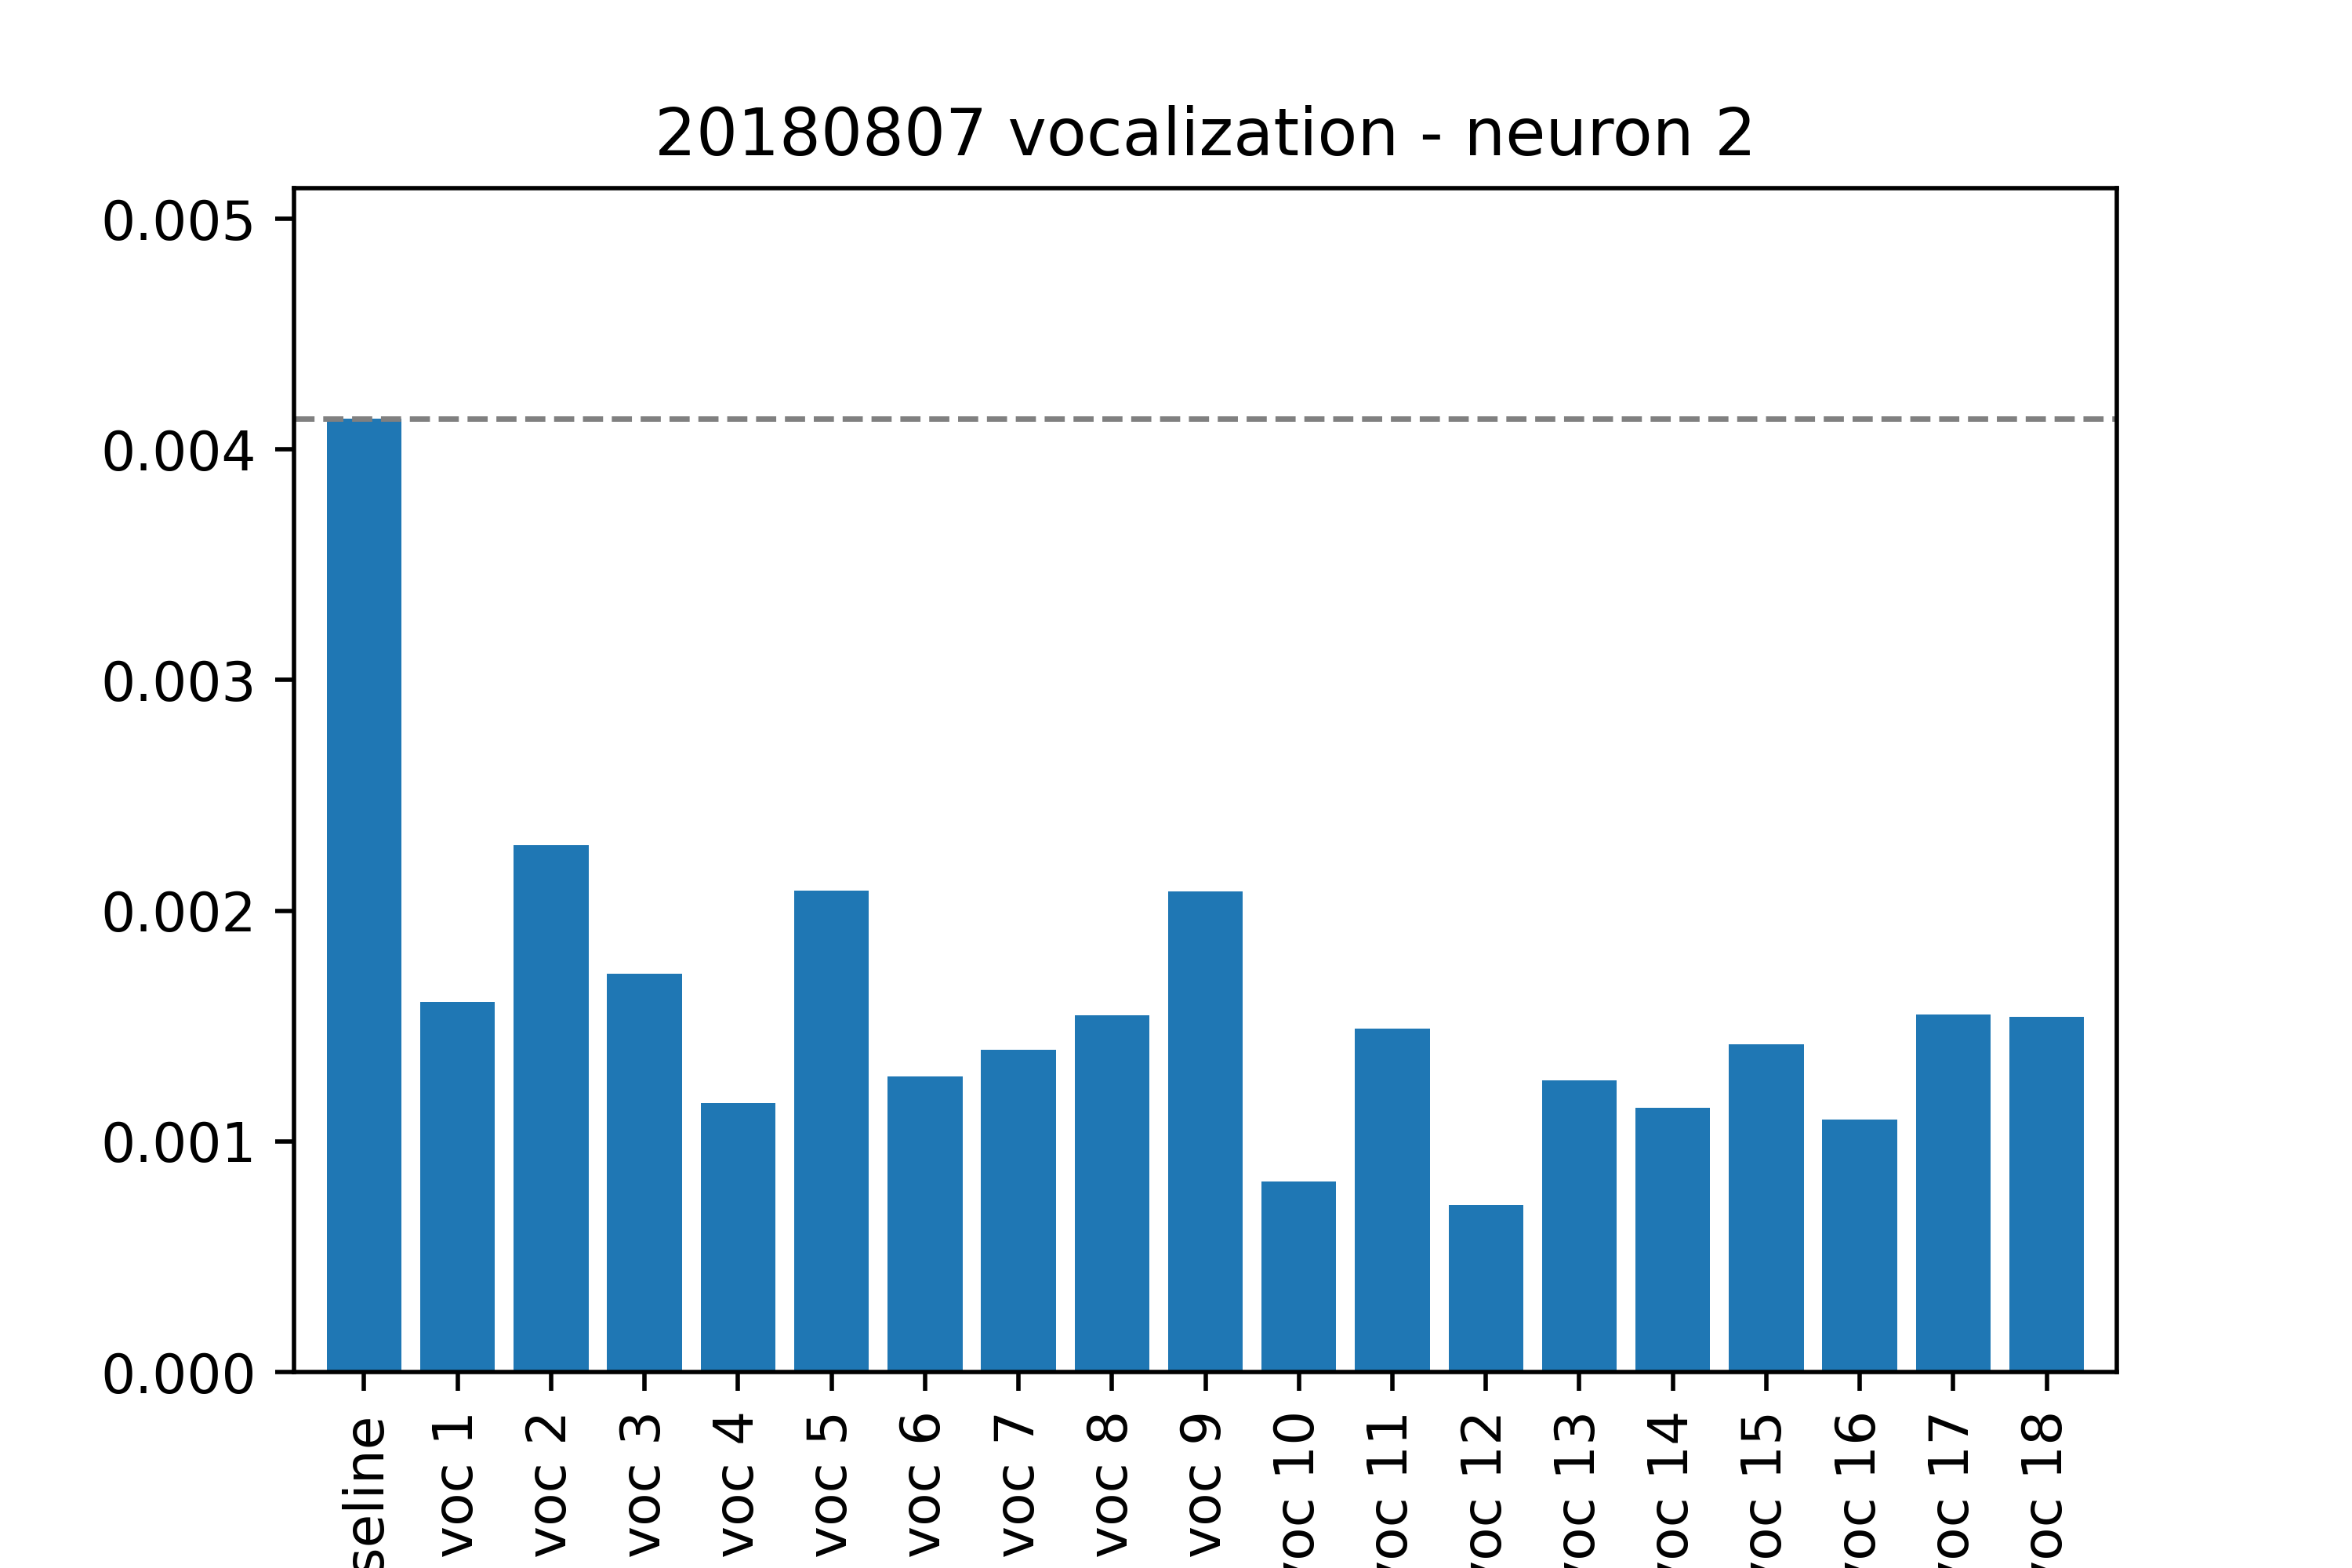 20180807 vocalization - neuron 2
0.005
0.004
0.003
0.002
0.001
0.000
seline
voc 1
voc 2
voc 3
voc 4
voc 5
voc 6
voc 7
voc 8
voc 9
voc 10
voc 11
voc 12
voc 13
voc 14
voc 15
voc 16
voc 17
voc 18